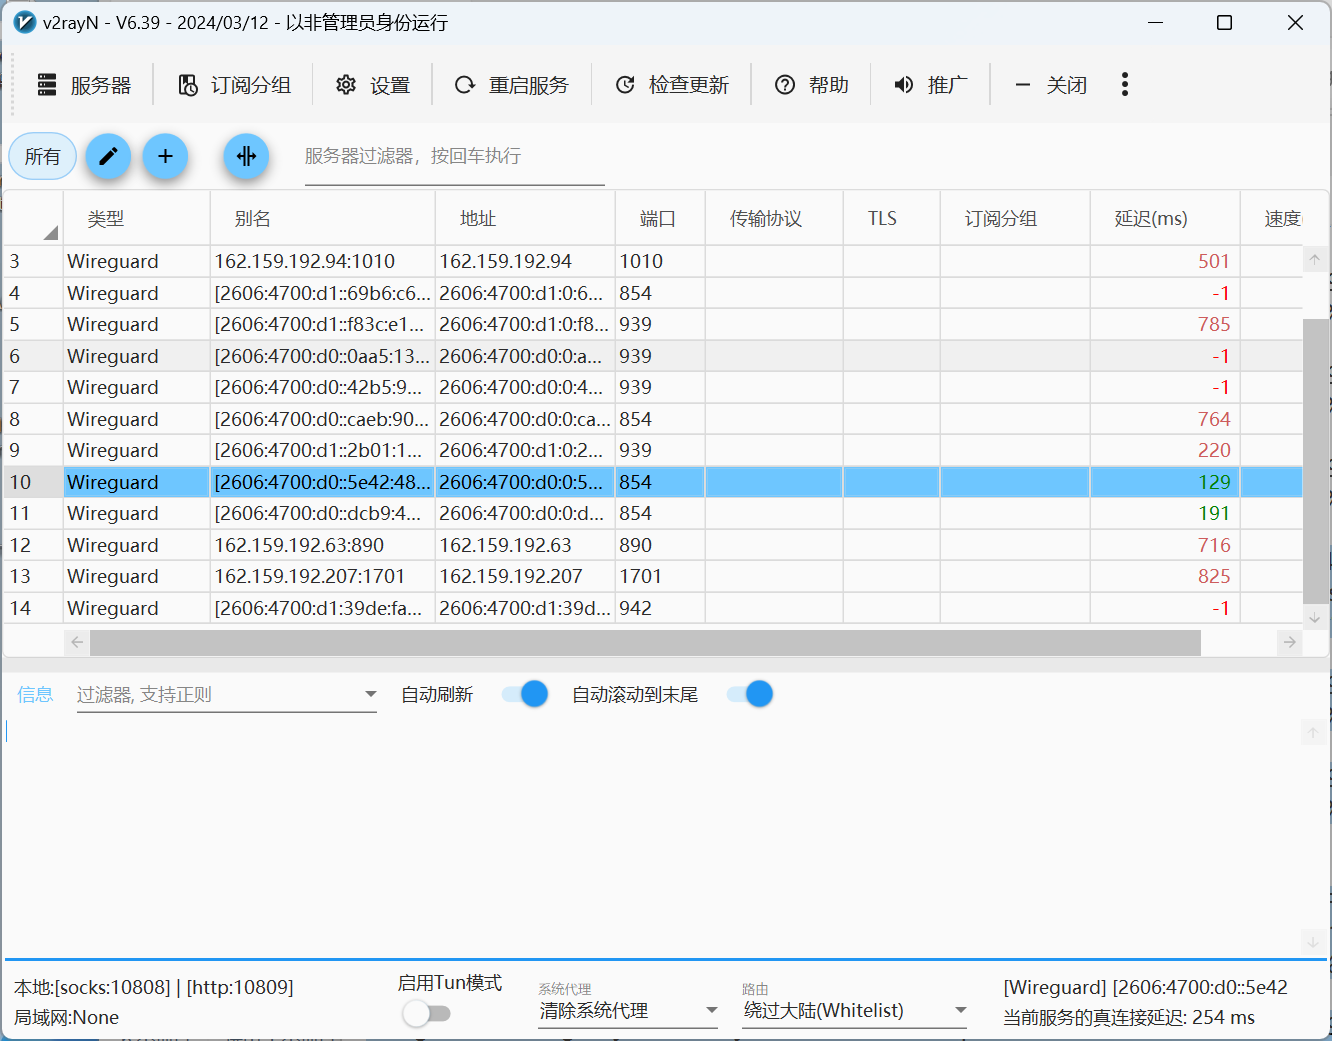 v2rayN - V6.39 - 2024/03/12 - 以非管理员身份运行
服务器 订阅分组 设置 重启服务 检查更新 帮助 推广 关闭
所有 服务器过滤器，按回车执行
类型 别名 地址 端口 传输协议 TLS 订阅分组 延迟(ms) 速度(
3 Wireguard 162.159.192.94:1010 162.159.192.94 1010 501
4 Wireguard [2606:4700:d1::69b6:c6... 2606:4700:d1:0:6... 854 -1
5 Wireguard [2606:4700:d1::f83c:e1... 2606:4700:d1:0:f8... 939 785
6 Wireguard [2606:4700:d0::0aa5:13... 2606:4700:d0:0:a... 939 -1
7 Wireguard [2606:4700:d0::42b5:9... 2606:4700:d0:0:4... 939 -1
8 Wireguard [2606:4700:d0::caeb:90... 2606:4700:d0:0:ca... 854 764
9 Wireguard [2606:4700:d1::2b01:1... 2606:4700:d1:0:2... 939 220
10 Wireguard [2606:4700:d0::5e42:48... 2606:4700:d0:0:5... 854 129
11 Wireguard [2606:4700:d0::dcb9:4... 2606:4700:d0:0:d... 854 191
12 Wireguard 162.159.192.63:890 162.159.192.63 890 716
13 Wireguard 162.159.192.207:1701 162.159.192.207 1701 825
14 Wireguard [2606:4700:d1:39de:fa... 2606:4700:d1:39d... 942 -1
信息 过滤器, 支持正则 自动刷新 自动滚动到末尾
本地:[socks:10808] | [http:10809]
局域网:None
启用Tun模式
系统代理
清除系统代理
路由
绕过大陆(Whitelist)
[Wireguard] [2606:4700:d0::5e42
当前服务的真连接延迟: 254 ms